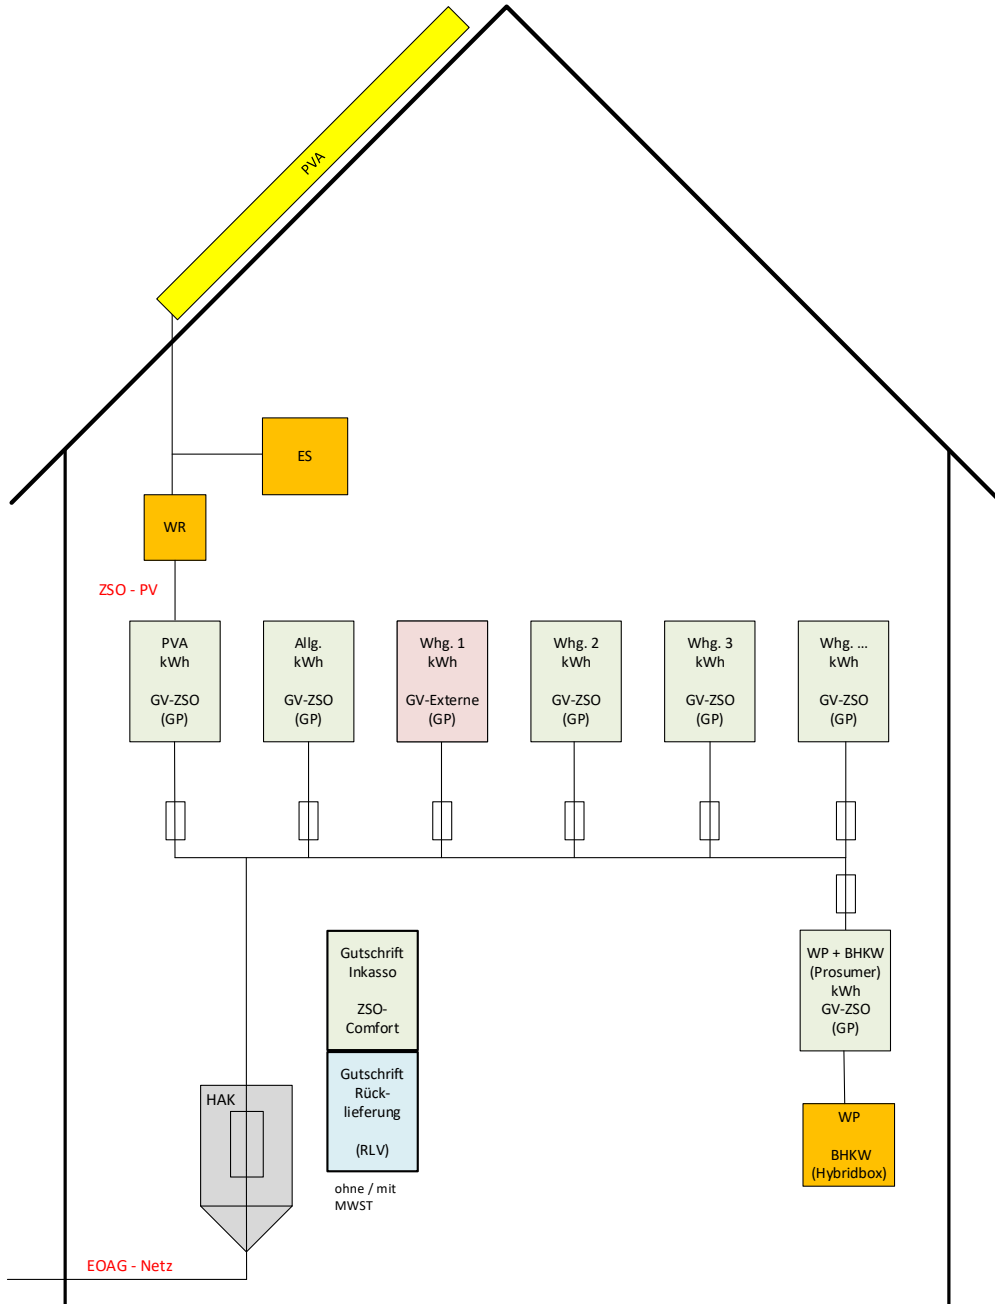 PVA
ES
WR
ZSO - PV
PVA
kWh
GV-ZSO
(GP)
Allg.
kWh
GV-ZSO
(GP)
Whg. 1
kWh
GV-Externe
(GP)
Whg. 2
kWh
GV-ZSO
(GP)
Whg. 3
kWh
GV-ZSO
(GP)
Whg. ...
kWh
GV-ZSO
(GP)
Gutschrift
Inkasso
ZSO-
Comfort
Gutschrift
Rück-
lieferung
(RLV)
ohne / mit
MWST
WP + BHKW
(Prosumer)
kWh
GV-ZSO
(GP)
WP
BHKW
(Hybridbox)
HAK
EOAG - Netz